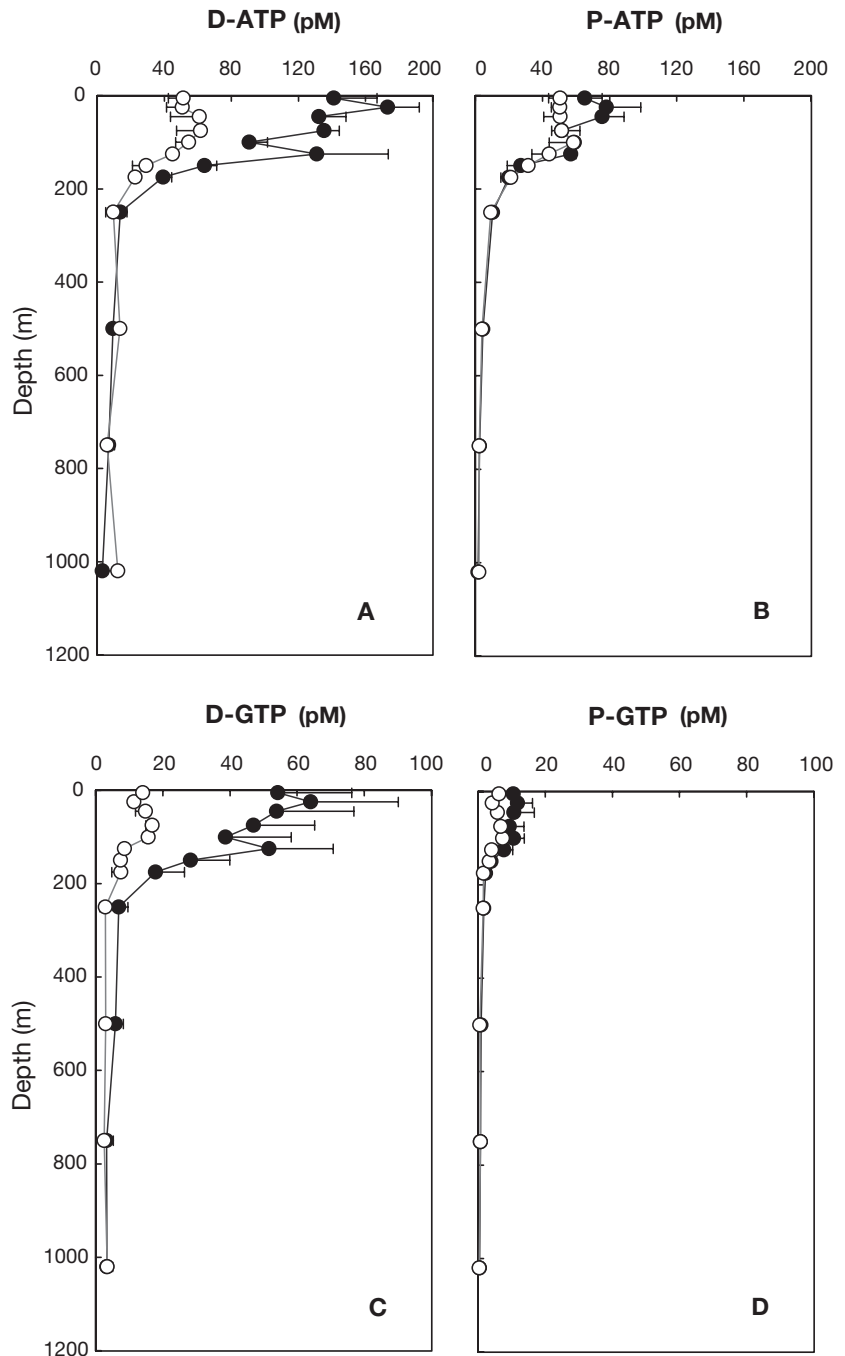 D-ATP (pM)
0 40 80 120 160 200
0
200
400
600
800
1000
1200
Depth (m)
A
P-ATP (pM)
0 40 80 120 160 200
B
D-GTP (pM)
0 20 40 60 80 100
0
200
400
600
800
1000
1200
Depth (m)
C
P-GTP (pM)
0 20 40 60 80 100
D